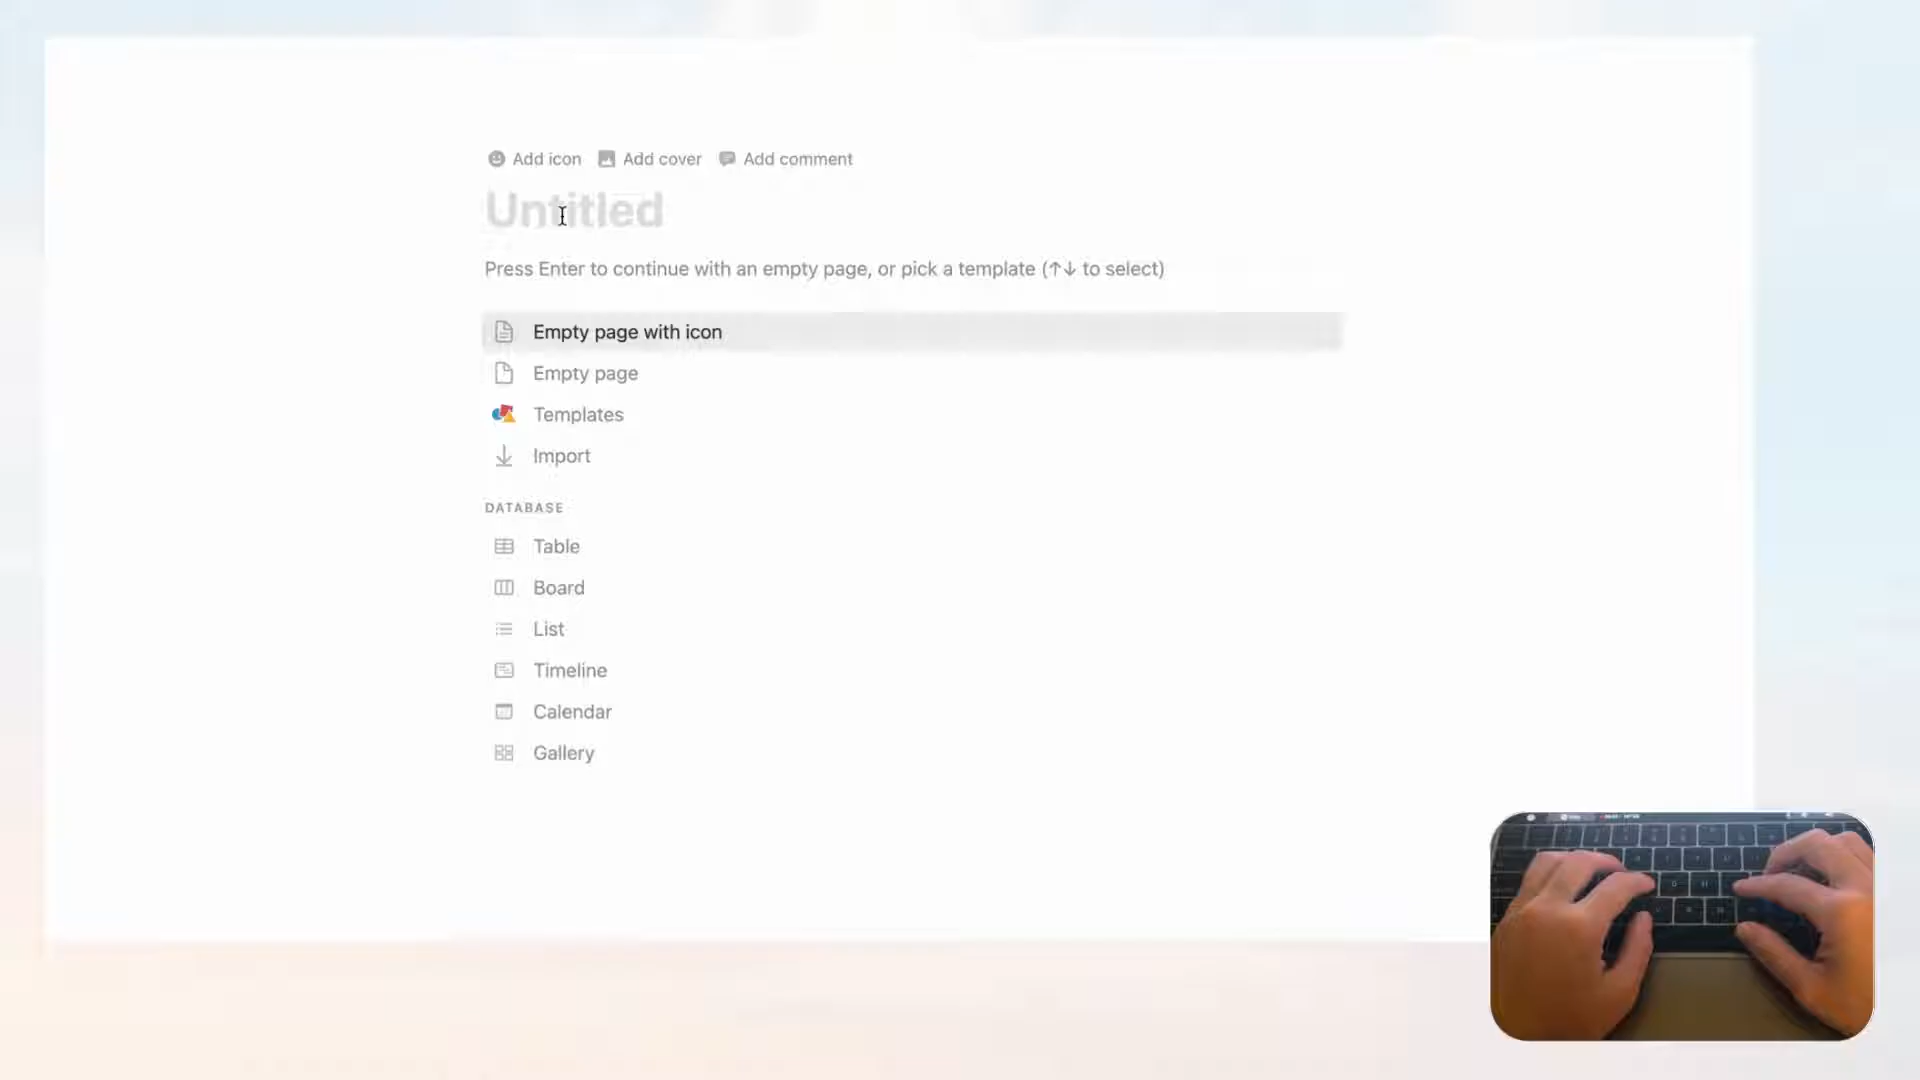 Add icon Add cover Add comment
Untitled
Press Enter to continue with an empty page, or pick a template (↑↓ to select)
Empty page with icon
Empty page
Templates
Import
DATABASE
Table
Board
List
Timeline
Calendar
Gallery